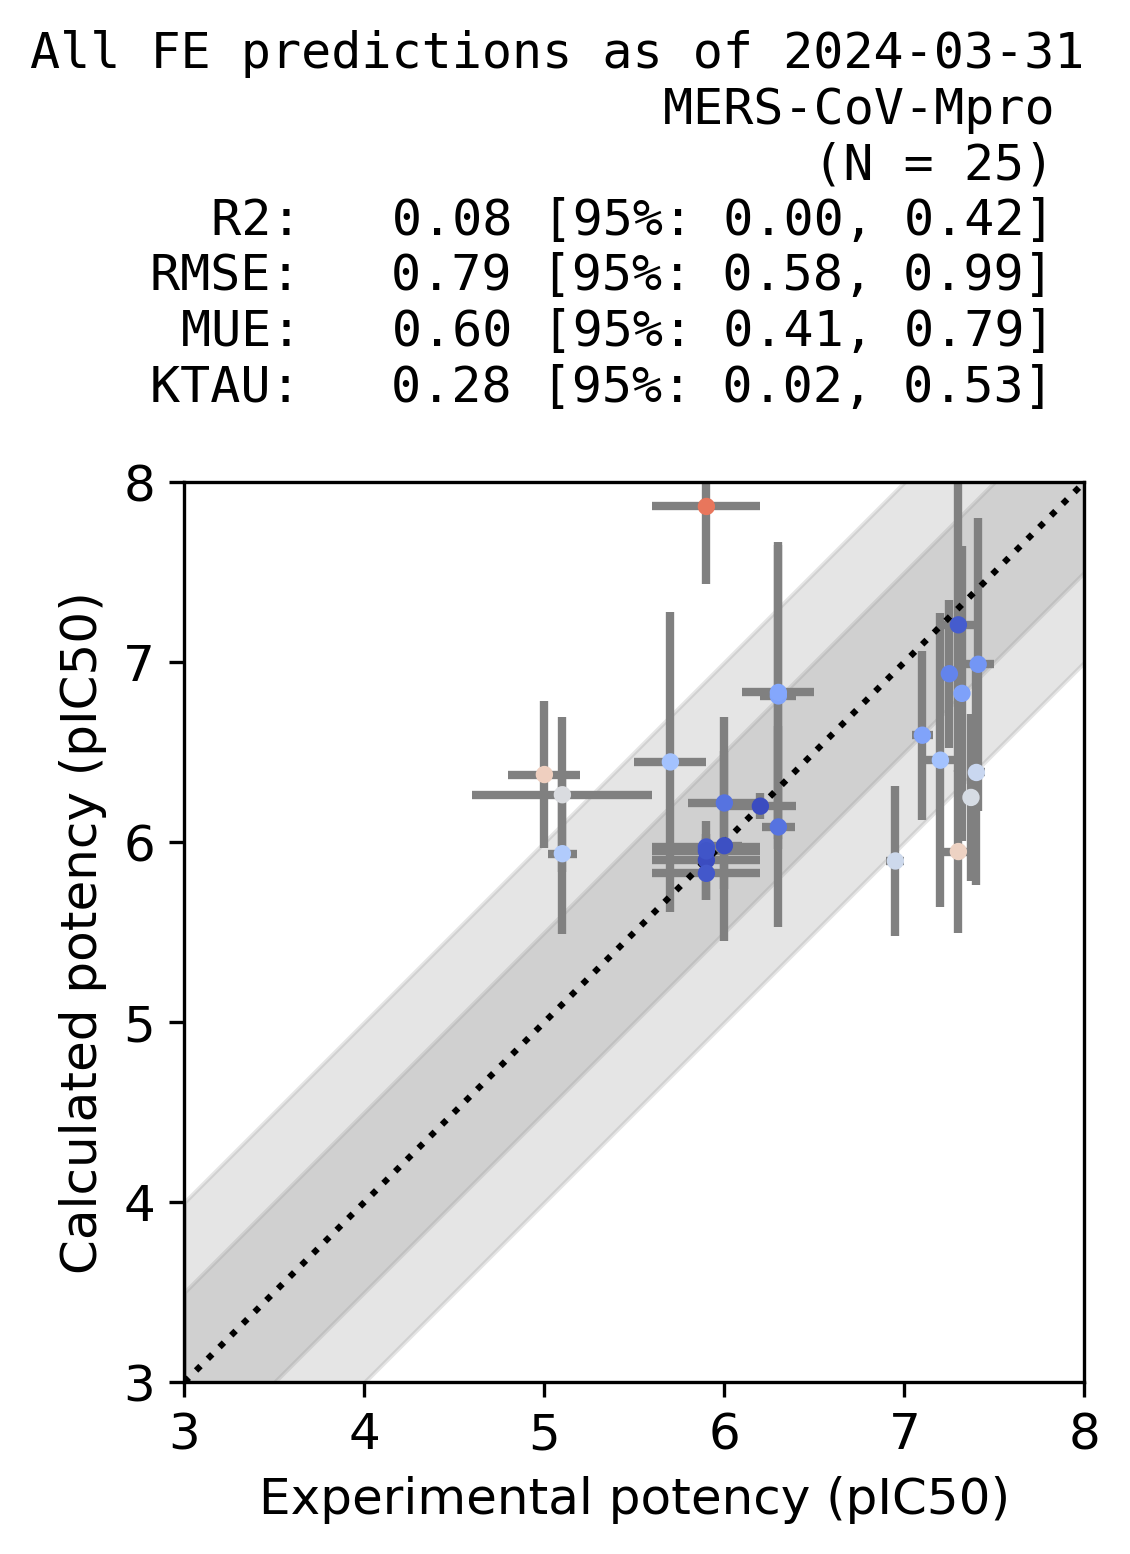 All FE predictions as of 2024-03-31
MERS-CoV-Mpro
(N = 25)
R2: 0.08 [95%: 0.00, 0.42]
RMSE: 0.79 [95%: 0.58, 0.99]
MUE: 0.60 [95%: 0.41, 0.79]
KTAU: 0.28 [95%: 0.02, 0.53]
8
7
6
5
4
3
Calculated potency (pIC50)
3 4 5 6 7 8
Experimental potency (pIC50)